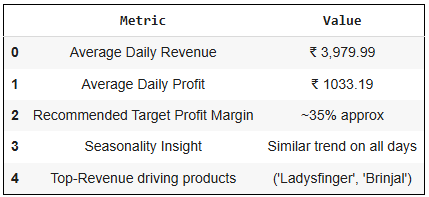 Metric Value
0 Average Daily Revenue ₹ 3,979.99
1 Average Daily Profit ₹ 1033.19
2 Recommended Target Profit Margin ~35% approx
3 Seasonality Insight Similar trend on all days
4 Top-Revenue driving products ('Ladysfinger', 'Brinjal')